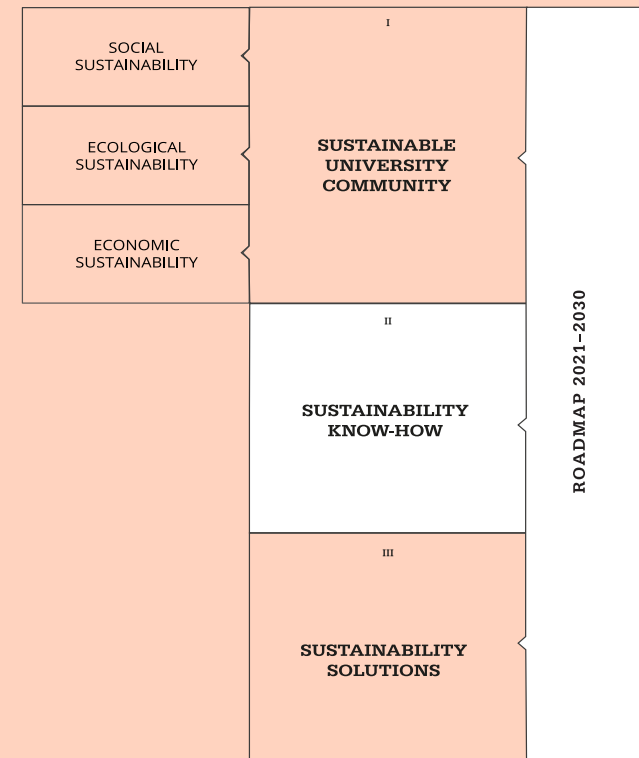 SOCIAL
SUSTAINABILITY
ECOLOGICAL
SUSTAINABILITY
ECONOMIC
SUSTAINABILITY
I
SUSTAINABLE
UNIVERSITY
COMMUNITY
II
SUSTAINABILITY
KNOW-HOW
III
SUSTAINABILITY
SOLUTIONS
ROADMAP 2021–2030